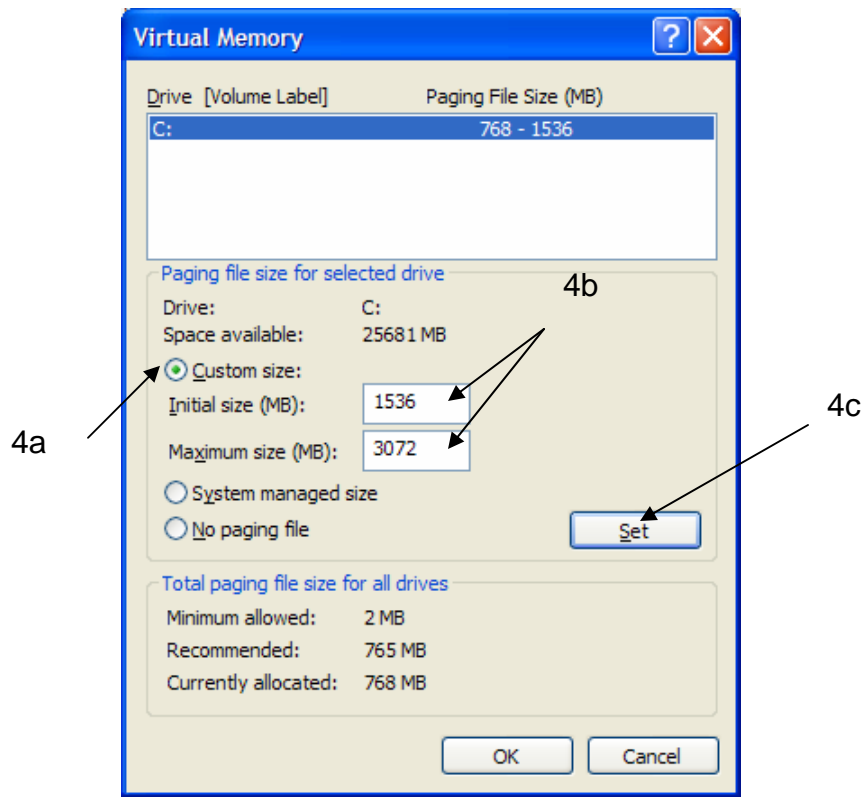 Virtual Memory
Drive [Volume Label] Paging File Size (MB)
C: 768 - 1536
Paging file size for selected drive
4b
Drive: C:
Space available: 25681 MB
Custom size:
Initial size (MB): 1536
4c
4a
Maximum size (MB): 3072
System managed size
No paging file
Set
Total paging file size for all drives
Minimum allowed: 2 MB
Recommended: 765 MB
Currently allocated: 768 MB
OK Cancel